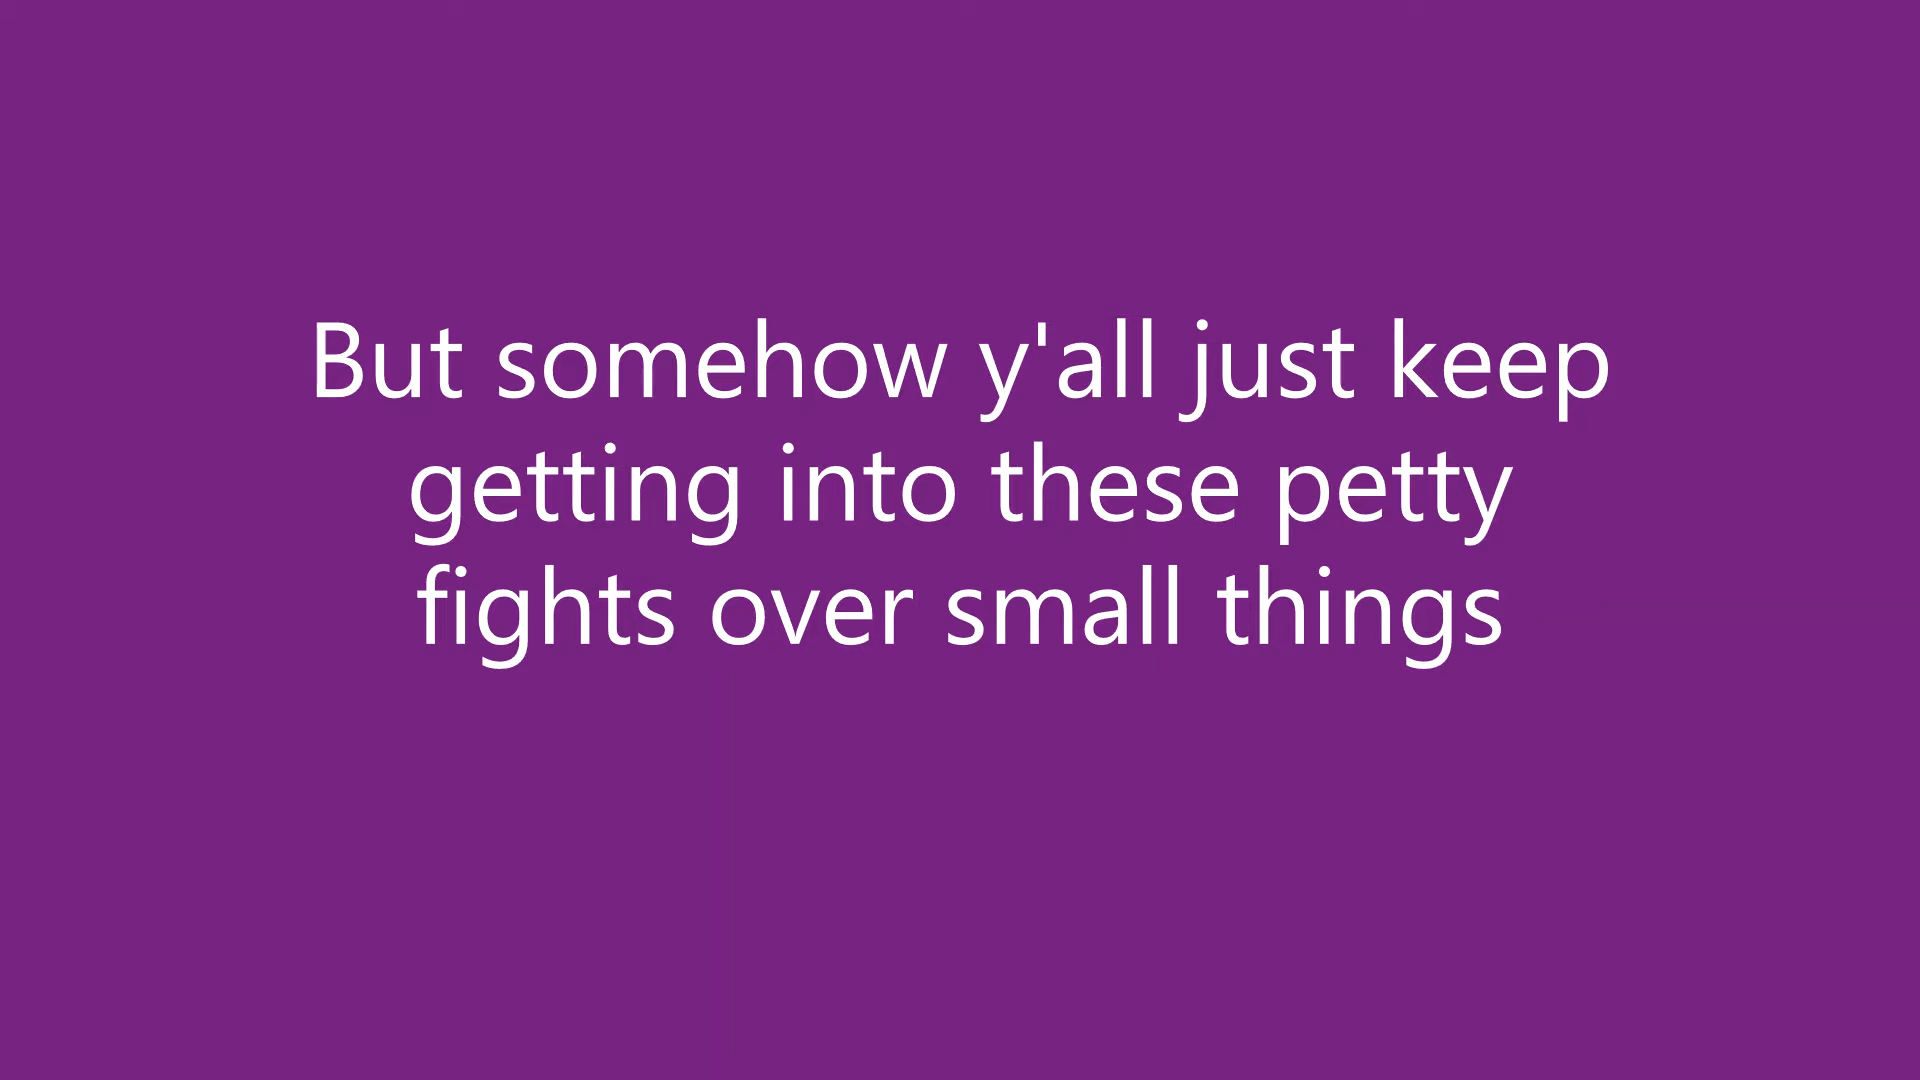 But somehow y'all just keep
getting into these petty
fights over small things